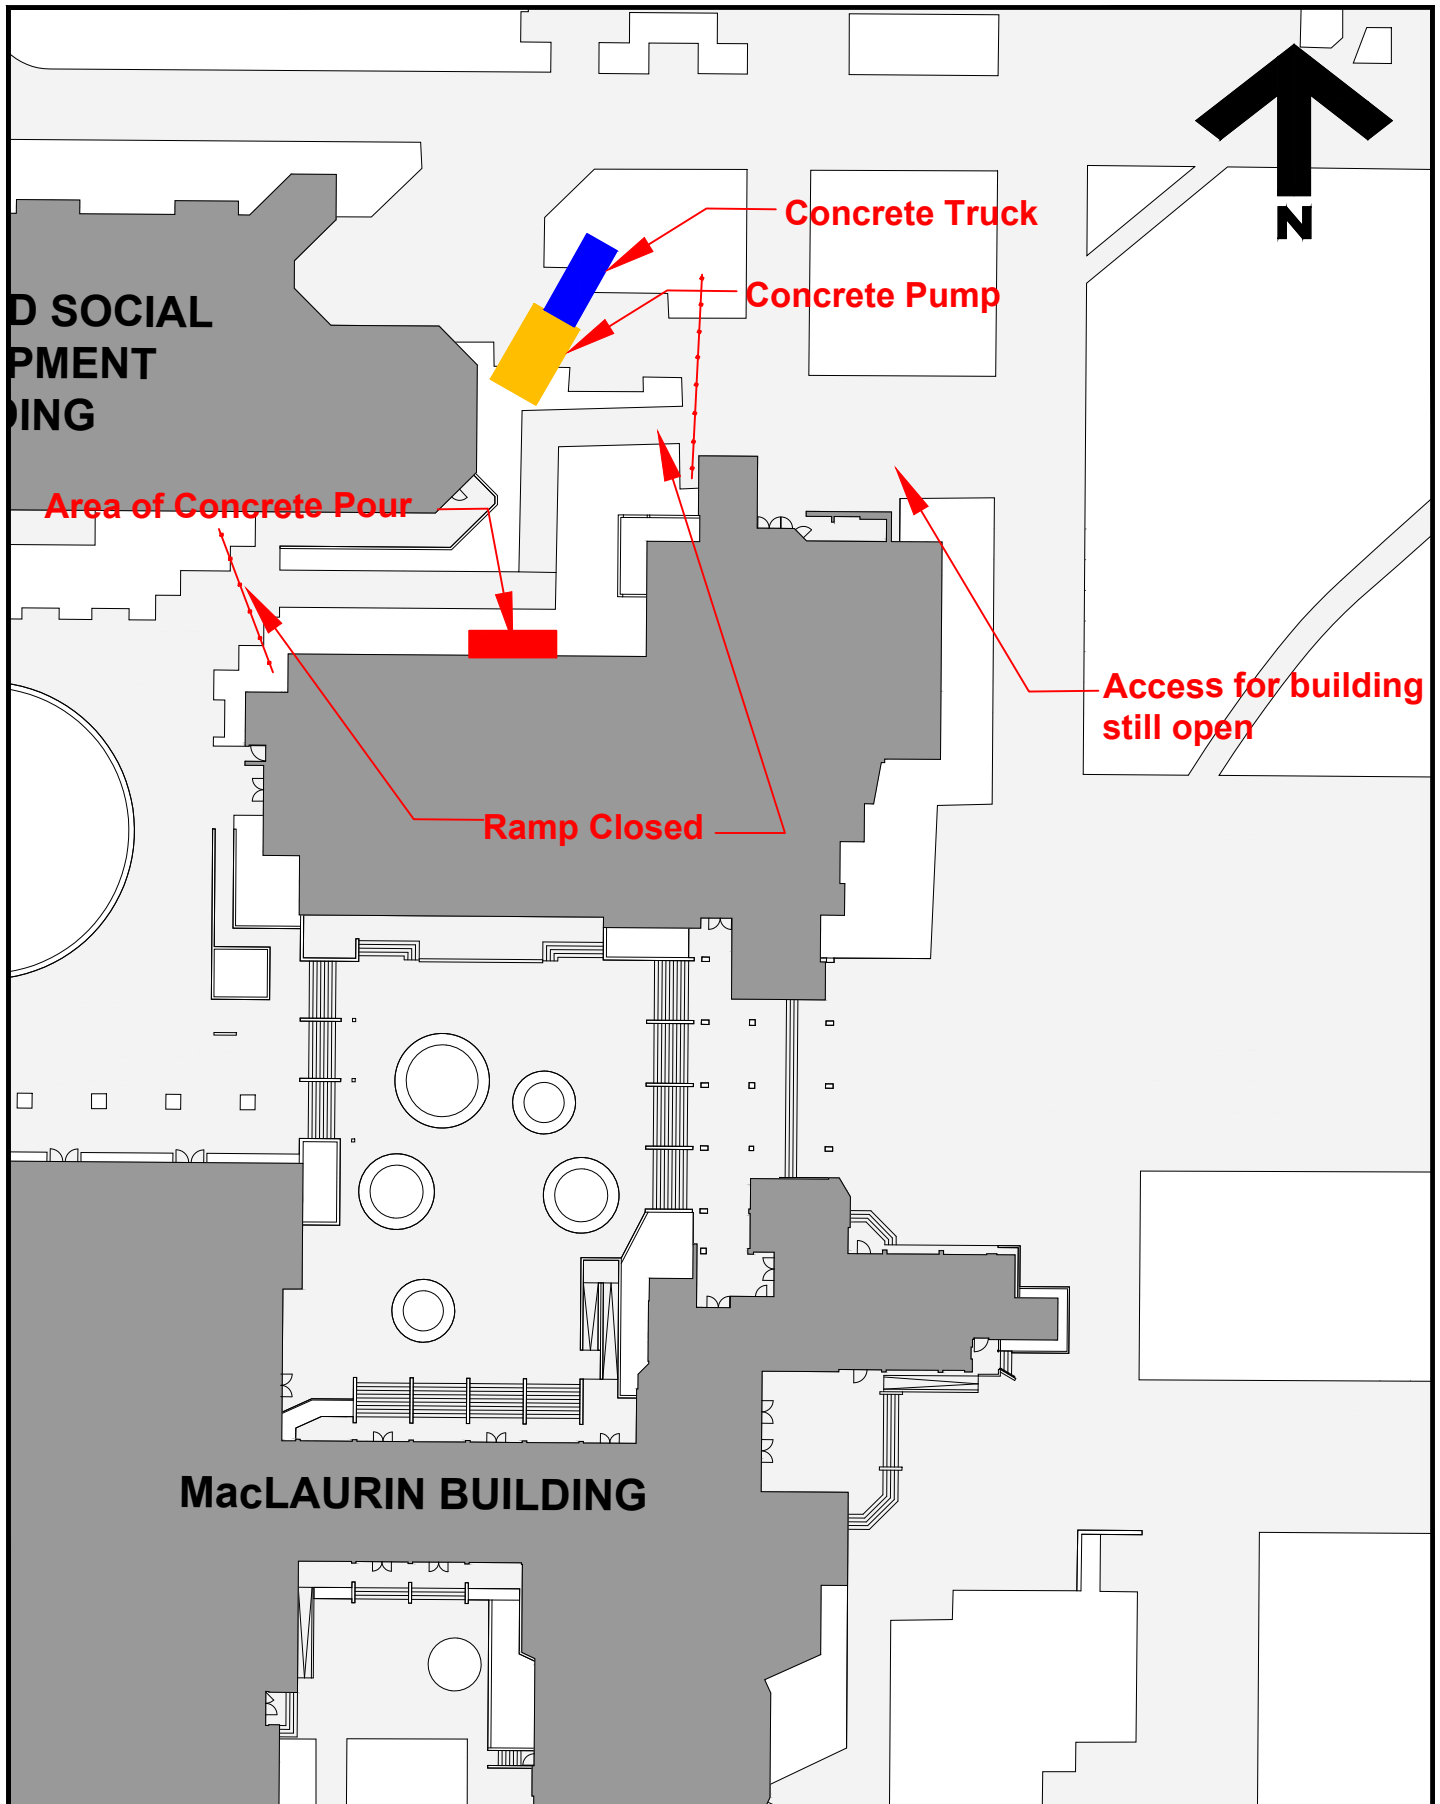 N
Concrete Truck
Concrete Pump
D SOCIAL
PMENT
DING
Area of Concrete Pour
Access for building
still open
Ramp Closed
MacLAURIN BUILDING